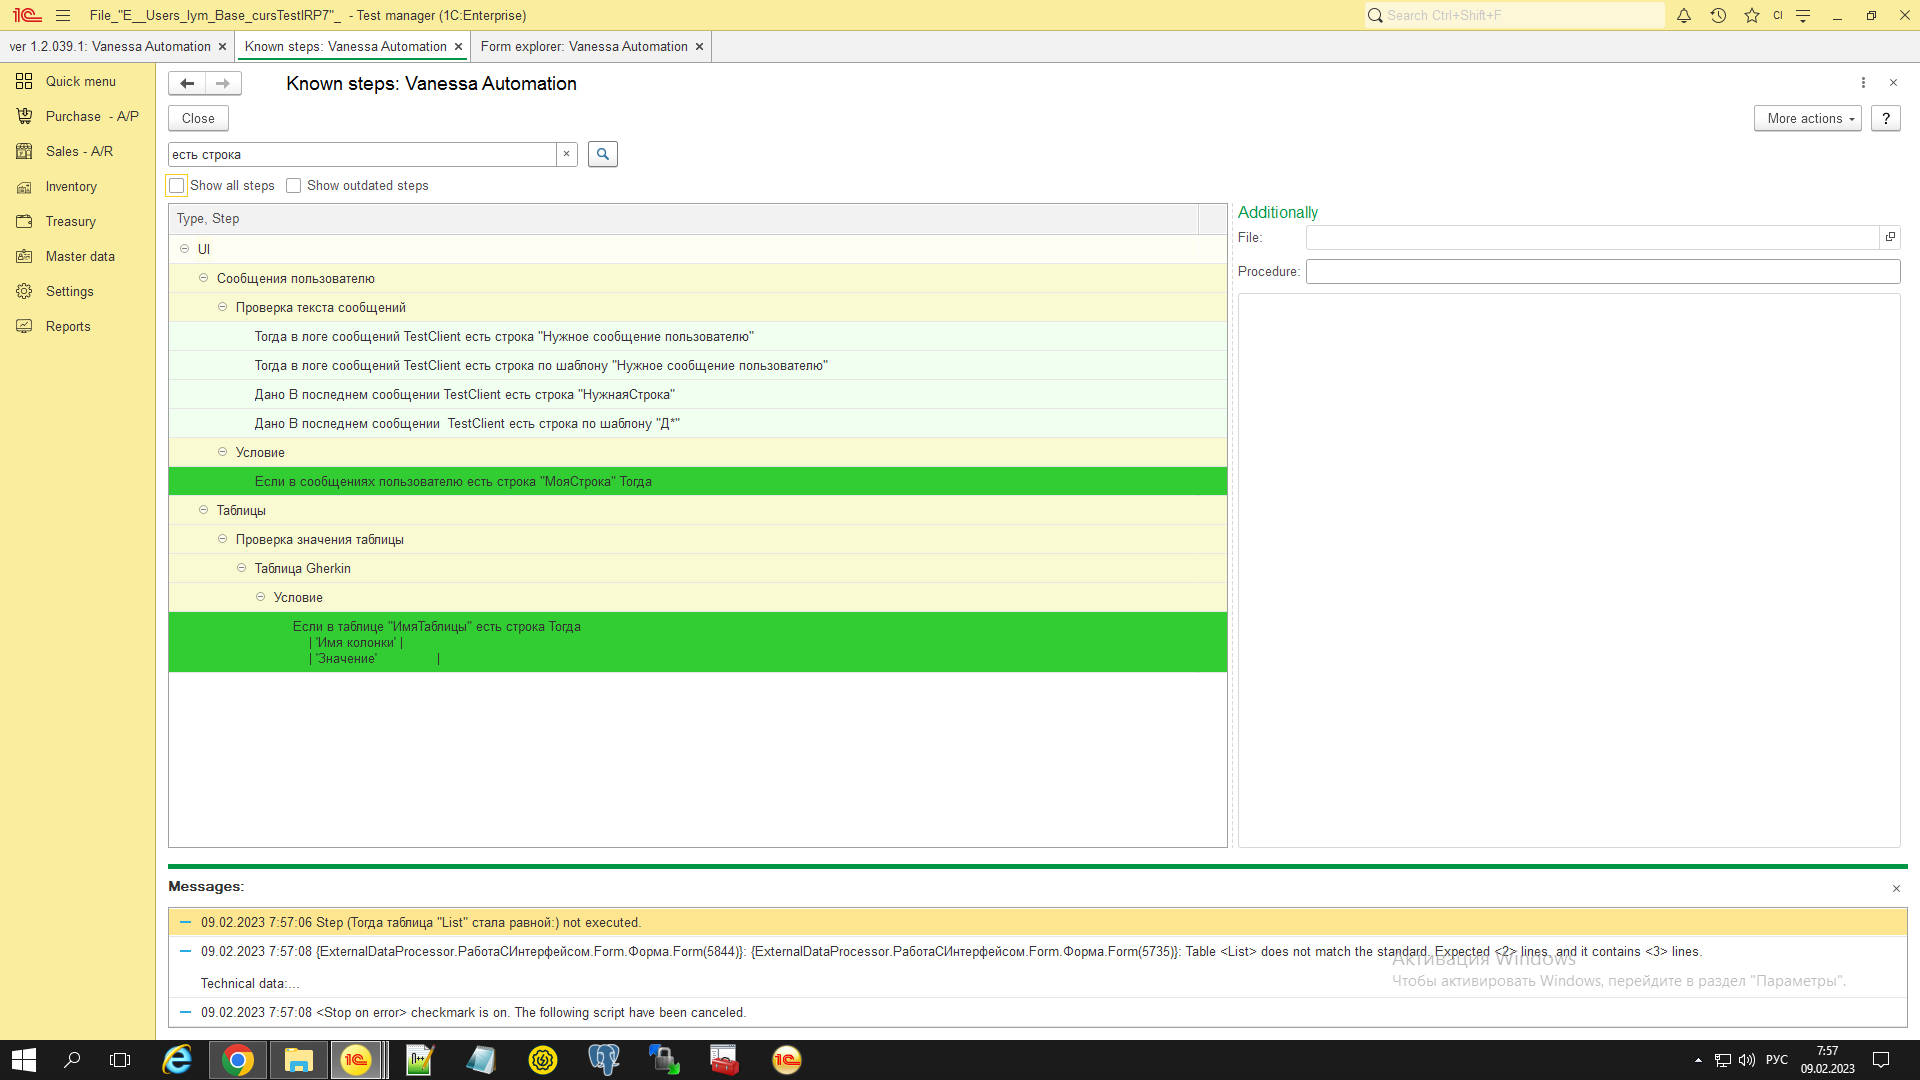 File_"E__Users_lym_Base_cursTestIRP7"_ - Test manager (1C:Enterprise)
Search Ctrl+Shift+F
CI
ver 1.2.039.1: Vanessa Automation
Known steps: Vanessa Automation
Form explorer: Vanessa Automation
Quick menu
Purchase - A/P
Sales - A/R
Inventory
Treasury
Master data
Settings
Reports
Known steps: Vanessa Automation
Close
More actions
?
есть строка
Show all steps
Show outdated steps
Type, Step
UI
Сообщения пользователю
Проверка текста сообщений
Тогда в логе сообщений TestClient есть строка "Нужное сообщение пользователю"
Тогда в логе сообщений TestClient есть строка по шаблону "Нужное сообщение пользователю"
Дано В последнем сообщении TestClient есть строка "НужнаяСтрока"
Дано В последнем сообщении  TestClient есть строка по шаблону "Д*"
Условие
Если в сообщениях пользователю есть строка "МояСтрока" Тогда
Таблицы
Проверка значения таблицы
Таблица Gherkin
Условие
Если в таблице "ИмяТаблицы" есть строка Тогда
| 'Имя колонки' |
| 'Значение' |
Additionally
File:
Procedure:
Messages:
09.02.2023 7:57:06 Step (Тогда таблица "List" стала равной:) not executed.
09.02.2023 7:57:08 {ExternalDataProcessor.РаботаСИнтерфейсом.Form.Форма.Form(5844)}: {ExternalDataProcessor.РаботаСИнтерфейсом.Form.Форма.Form(5735)}: Table <List> does not match the standard. Expected <2> lines, and it contains <3> lines.
Technical data:...
09.02.2023 7:57:08 <Stop on error> checkmark is on. The following script have been canceled.
Активация Windows
Чтобы активировать Windows, перейдите в раздел "Параметры".
РУС
7:57
09.02.2023